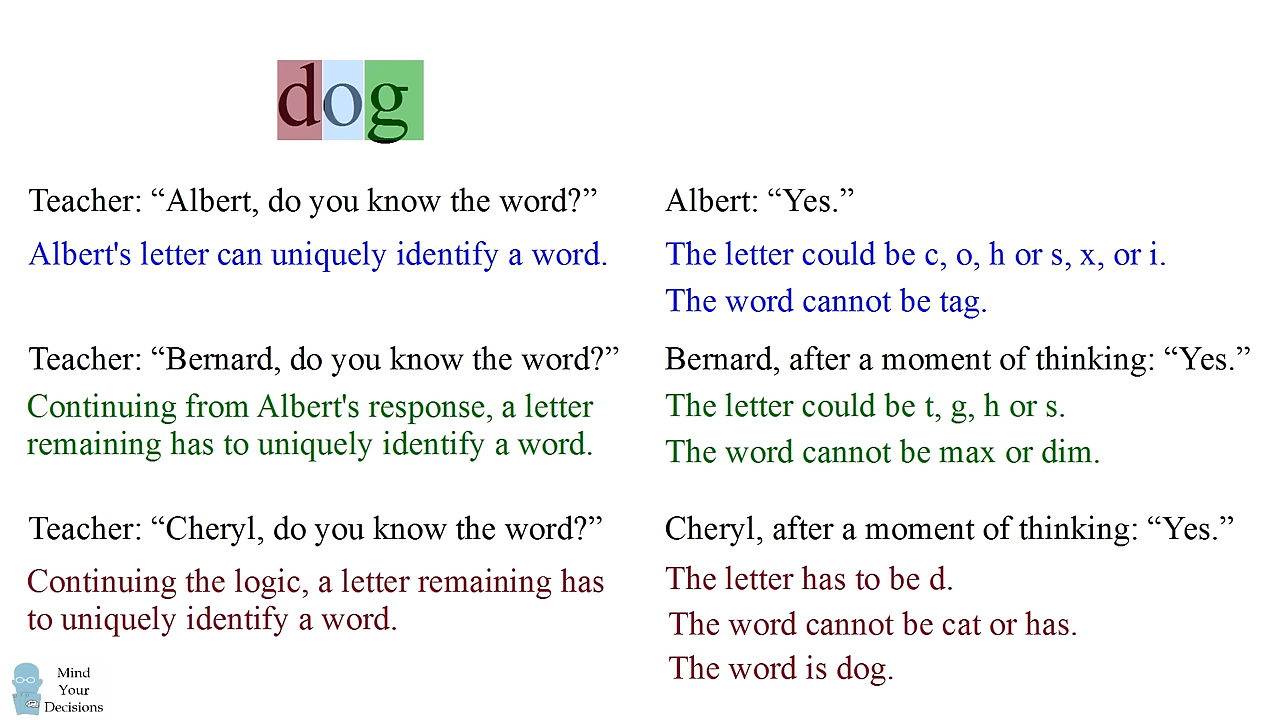 dog
Teacher: “Albert, do you know the word?”
Albert: “Yes.”
Albert's letter can uniquely identify a word.
The letter could be c, o, h or s, x, or i.
The word cannot be tag.
Teacher: “Bernard, do you know the word?”
Bernard, after a moment of thinking: “Yes.”
Continuing from Albert's response, a letter
remaining has to uniquely identify a word.
The letter could be t, g, h or s.
The word cannot be max or dim.
Teacher: “Cheryl, do you know the word?”
Cheryl, after a moment of thinking: “Yes.”
Continuing the logic, a letter remaining has
to uniquely identify a word.
The letter has to be d.
The word cannot be cat or has.
The word is dog.
Mind
Your
Decisions